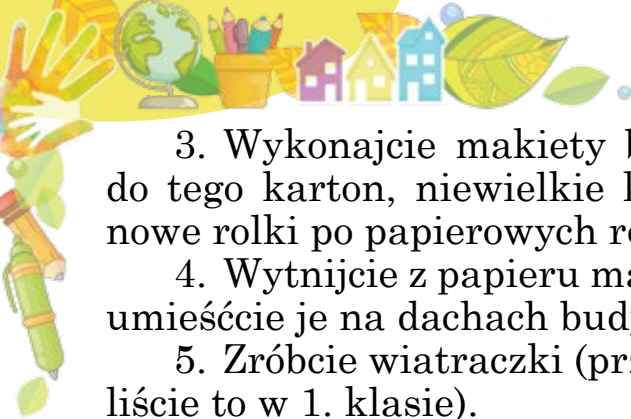 3. Wykonajcie makiety
do tego karton, niewielkie
nowe rolki po papierowych
4. Wytnijcie z papieru
umieśćcie je na dachach
5. Zróbcie wiatraczki
liście to w 1. klasie).